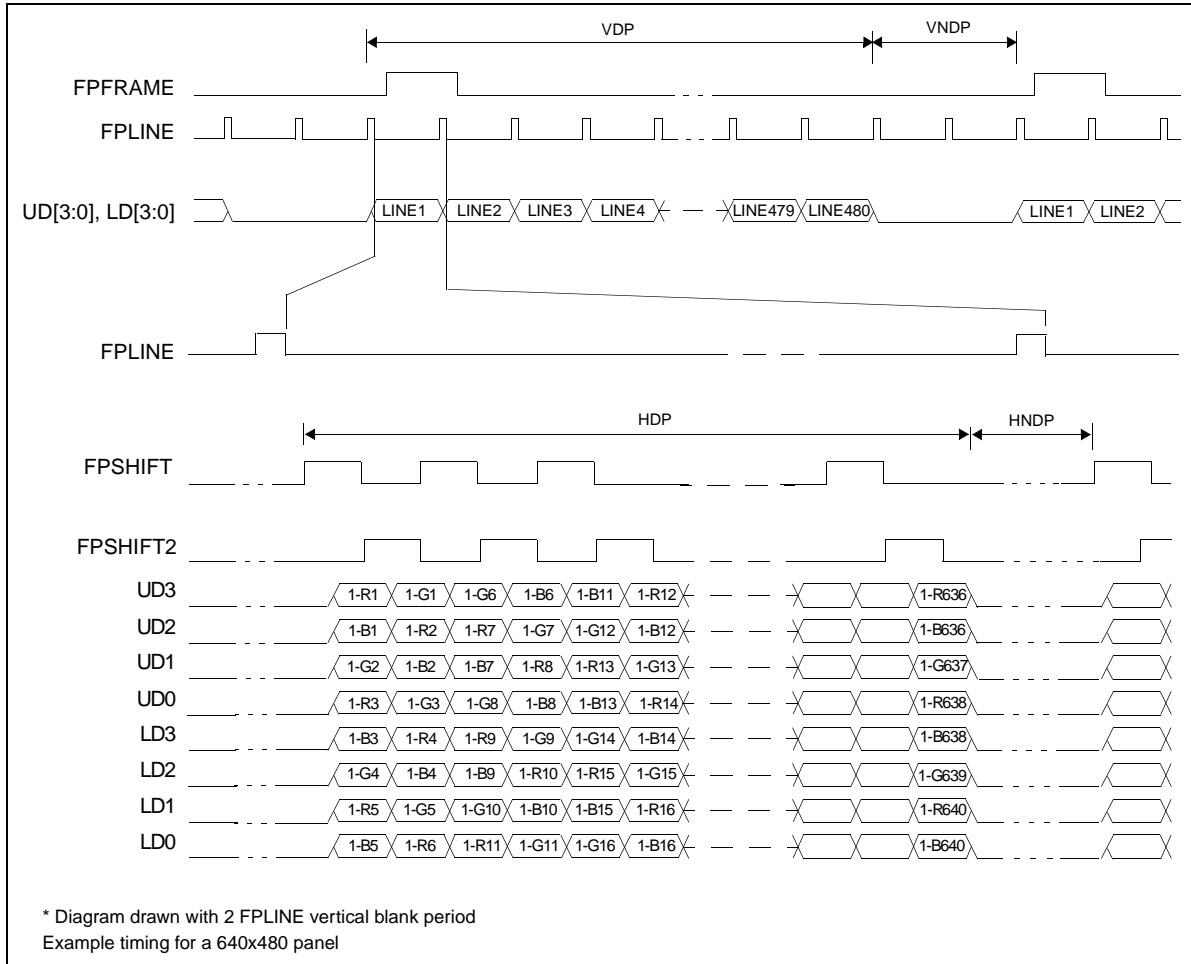 VDP VNDP
FPFRAME
FPLINE
UD[3:0], LD[3:0] LINE1 LINE2 LINE3 LINE4 LINE479 LINE480 LINE1 LINE2
FPLINE
HDP HNDP
FPSHIFT
FPSHIFT2
UD3 1-R1 1-G1 1-G6 1-B6 1-B11 1-R12 1-R636
UD2 1-B1 1-R2 1-R7 1-G7 1-G12 1-B12 1-B636
UD1 1-G2 1-B2 1-B7 1-R8 1-R13 1-G13 1-G637
UD0 1-R3 1-G3 1-G8 1-B8 1-B13 1-R14 1-R638
LD3 1-B3 1-R4 1-R9 1-G9 1-G14 1-B14 1-B638
LD2 1-G4 1-B4 1-B9 1-R10 1-R15 1-G15 1-G639
LD1 1-R5 1-G5 1-G10 1-B10 1-B15 1-R16 1-R640
LD0 1-B5 1-R6 1-R11 1-G11 1-G16 1-B16 1-B640
* Diagram drawn with 2 FPLINE vertical blank period
Example timing for a 640x480 panel